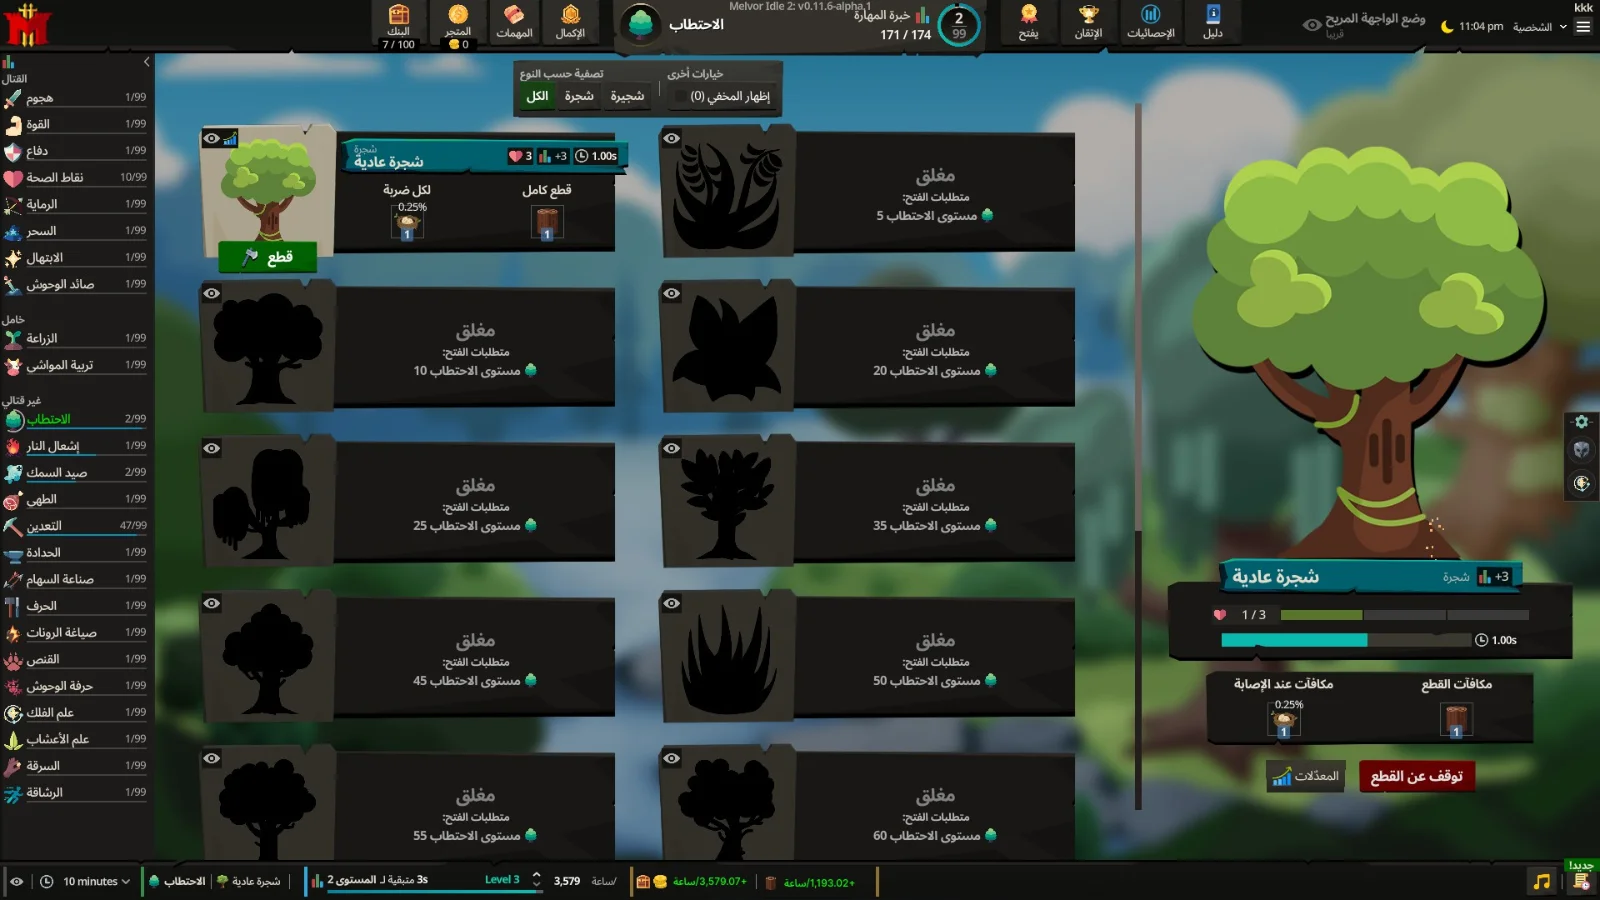 Melvor Idle 2: v0.11.6-alpha.1
kkk
البنك
7 / 100
المتجر
0
المهمات
الإكمال
الاحتطاب
خبرة المهارة
171 / 174
2
99
يفتح
الإتقان
الإحصائيات
دليل
وضع الواجهة المريح
قريبا
11:04 pm
الشخصية
القتال
هجوم 1/99
القوة 1/99
دفاع 1/99
نقاط الصحة 10/99
الرماية 1/99
السحر 1/99
الابتهال 1/99
صائد الوحوش 1/99
خامل
الزراعة 1/99
تربية المواشي 1/99
غير قتالي
الاحتطاب 2/99
إشعال النار 1/99
صيد السمك 2/99
الطهي 1/99
التعدين 47/99
الحدادة 1/99
صناعة السهام 1/99
الحرف 1/99
صياغة الرونات 1/99
القنص 1/99
حرفة الوحوش 1/99
علم الفلك 1/99
علم الأعشاب 1/99
السرقة 1/99
الرشاقة 1/99
تصفية حسب النوع
الكل
شجرة
شجيرة
خيارات أخرى
إظهار المخفي (0)
شجرة
شجرة عادية
3
+3
1.00s
لكل ضربة
0.25%
1
قطع كامل
1
قطع
مغلق
متطلبات الفتح:
مستوى الاحتطاب 5
مغلق
متطلبات الفتح:
مستوى الاحتطاب 10
مغلق
متطلبات الفتح:
مستوى الاحتطاب 20
مغلق
متطلبات الفتح:
مستوى الاحتطاب 25
مغلق
متطلبات الفتح:
مستوى الاحتطاب 35
مغلق
متطلبات الفتح:
مستوى الاحتطاب 45
مغلق
متطلبات الفتح:
مستوى الاحتطاب 50
مغلق
متطلبات الفتح:
مستوى الاحتطاب 55
مغلق
متطلبات الفتح:
مستوى الاحتطاب 60
شجرة عادية
شجرة
+3
1 / 3
1.00s
مكافآت عند الإصابة
0.25%
1
مكافآت القطع
1
المعدّلات
توقف عن القطع
10 minutes
الاحتطاب
شجرة عادية
3s متبقية لـ المستوى 2
Level 3
3,579 /ساعة
+3,579.07/ساعة
+1,193.02/ساعة
جديد!